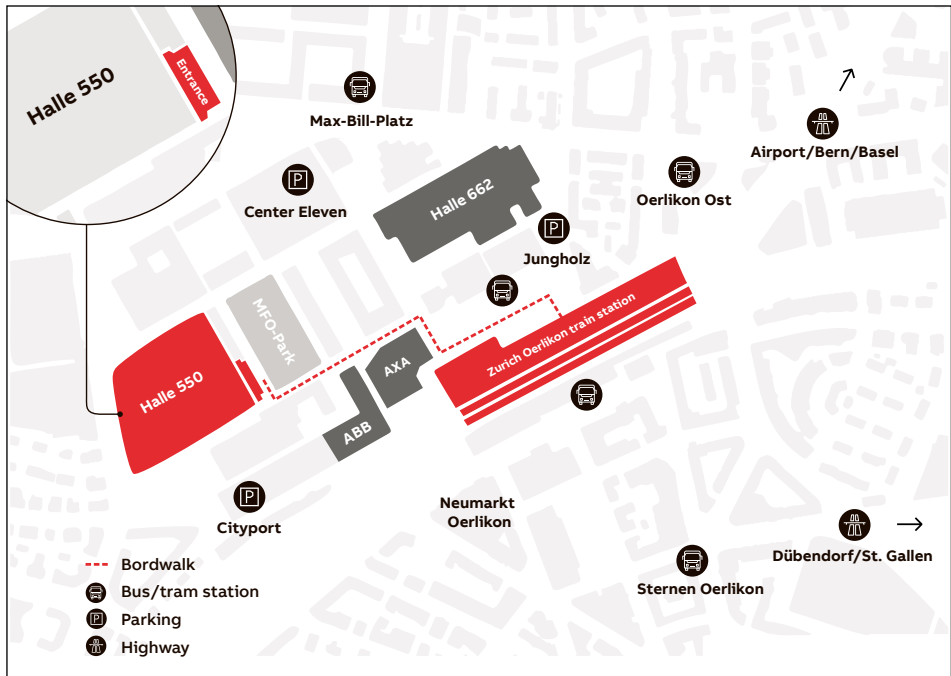 Halle 550
Entrance
Max-Bill-Platz
Airport/Bern/Basel
Center Eleven
Halle 662
Oerlikon Ost
Jungholz
MFO-Park
Zurich Oerlikon train station
Halle 550
AXA
ABB
Neumarkt
Oerlikon
Cityport
Dübendorf/St. Gallen
Sternen Oerlikon
Bordwalk
Bus/tram station
P Parking
Highway
P
P
P